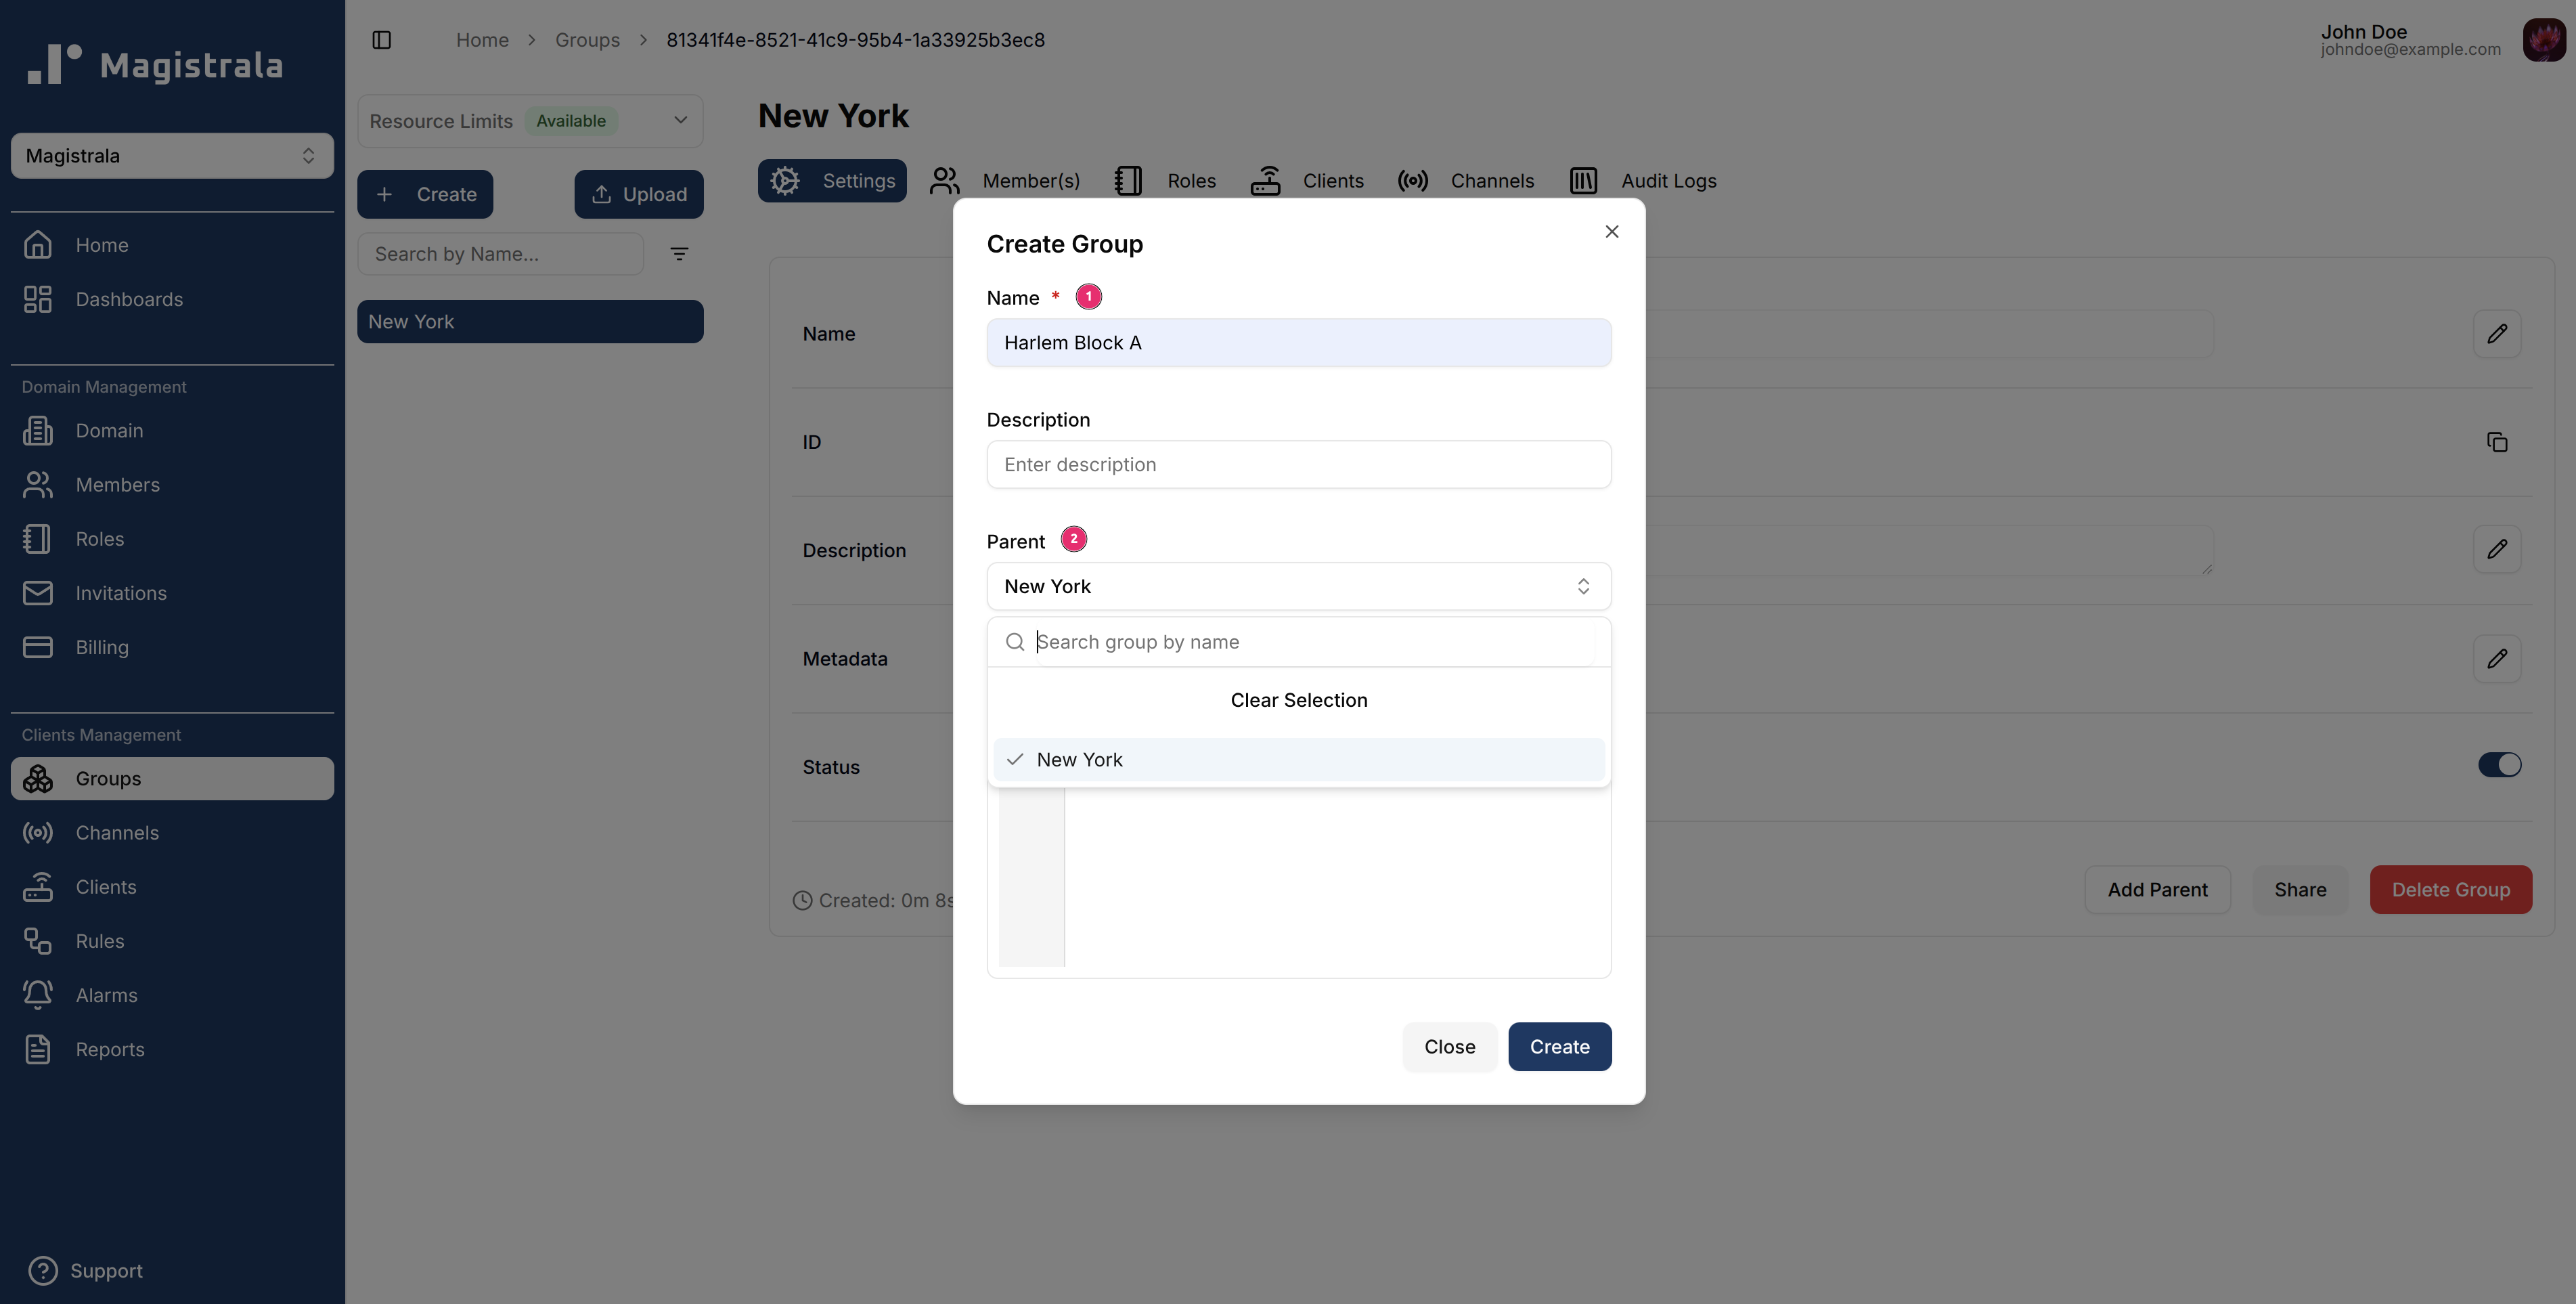 Magistrala
Magistrala
Home
Dashboards
Domain Management
Domain
Members
Roles
Invitations
Billing
Clients Management
Groups
Channels
Clients
Rules
Alarms
Reports
Support
Home > Groups > 81341f4e-8521-41c9-95b4-1a33925b3ec8
John Doe
johndoe@example.com
Resource Limits Available
Create Upload
Search by Name...
New York
New York
Settings Member(s) Roles Clients Channels Audit Logs
Name
ID
Description
Metadata
Status
Created: 0m 8s
Add Parent Share Delete Group
Create Group
Name * 1
Harlem Block A
Description
Enter description
Parent 2
New York
Search group by name
Clear Selection
New York
Close Create